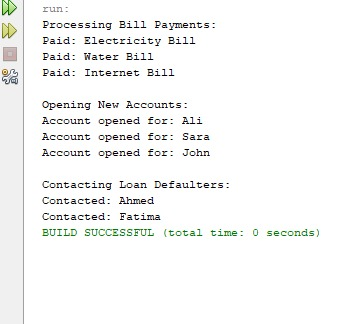 run:
Processing Bill Payments:
Paid: Electricity Bill
Paid: Water Bill
Paid: Internet Bill
Opening New Accounts:
Account opened for: Ali
Account opened for: Sara
Account opened for: John
Contacting Loan Defaulters:
Contacted: Ahmed
Contacted: Fatima
BUILD SUCCESSFUL (total time: 0 seconds)